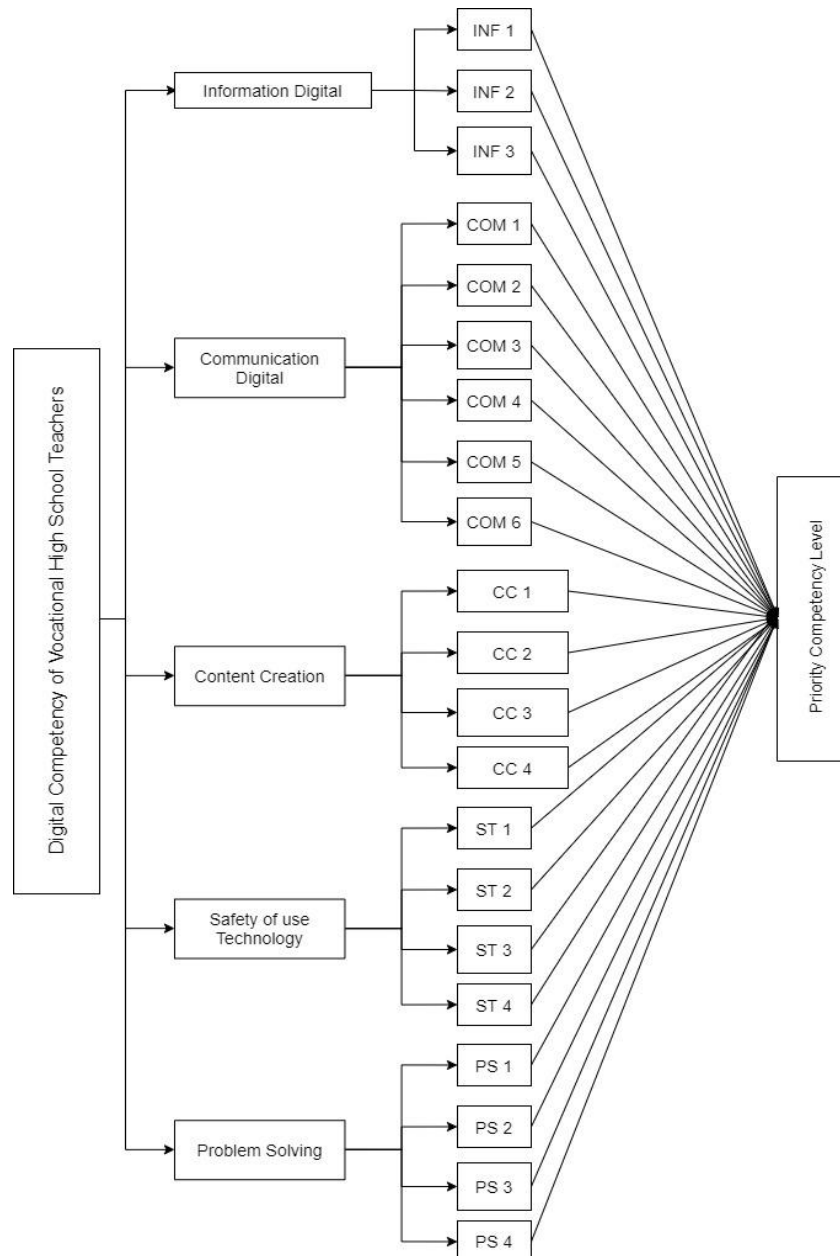 Digital Competency of Vocational High School Teachers
Information Digital
INF 1
INF 2
INF 3
Communication
Digital
COM 1
COM 2
COM 3
COM 4
COM 5
COM 6
Content Creation
CC 1
CC 2
CC 3
CC 4
Safety of use
Technology
ST 1
ST 2
ST 3
ST 4
Problem Solving
PS 1
PS 2
PS 3
PS 4
Priority Competency Level